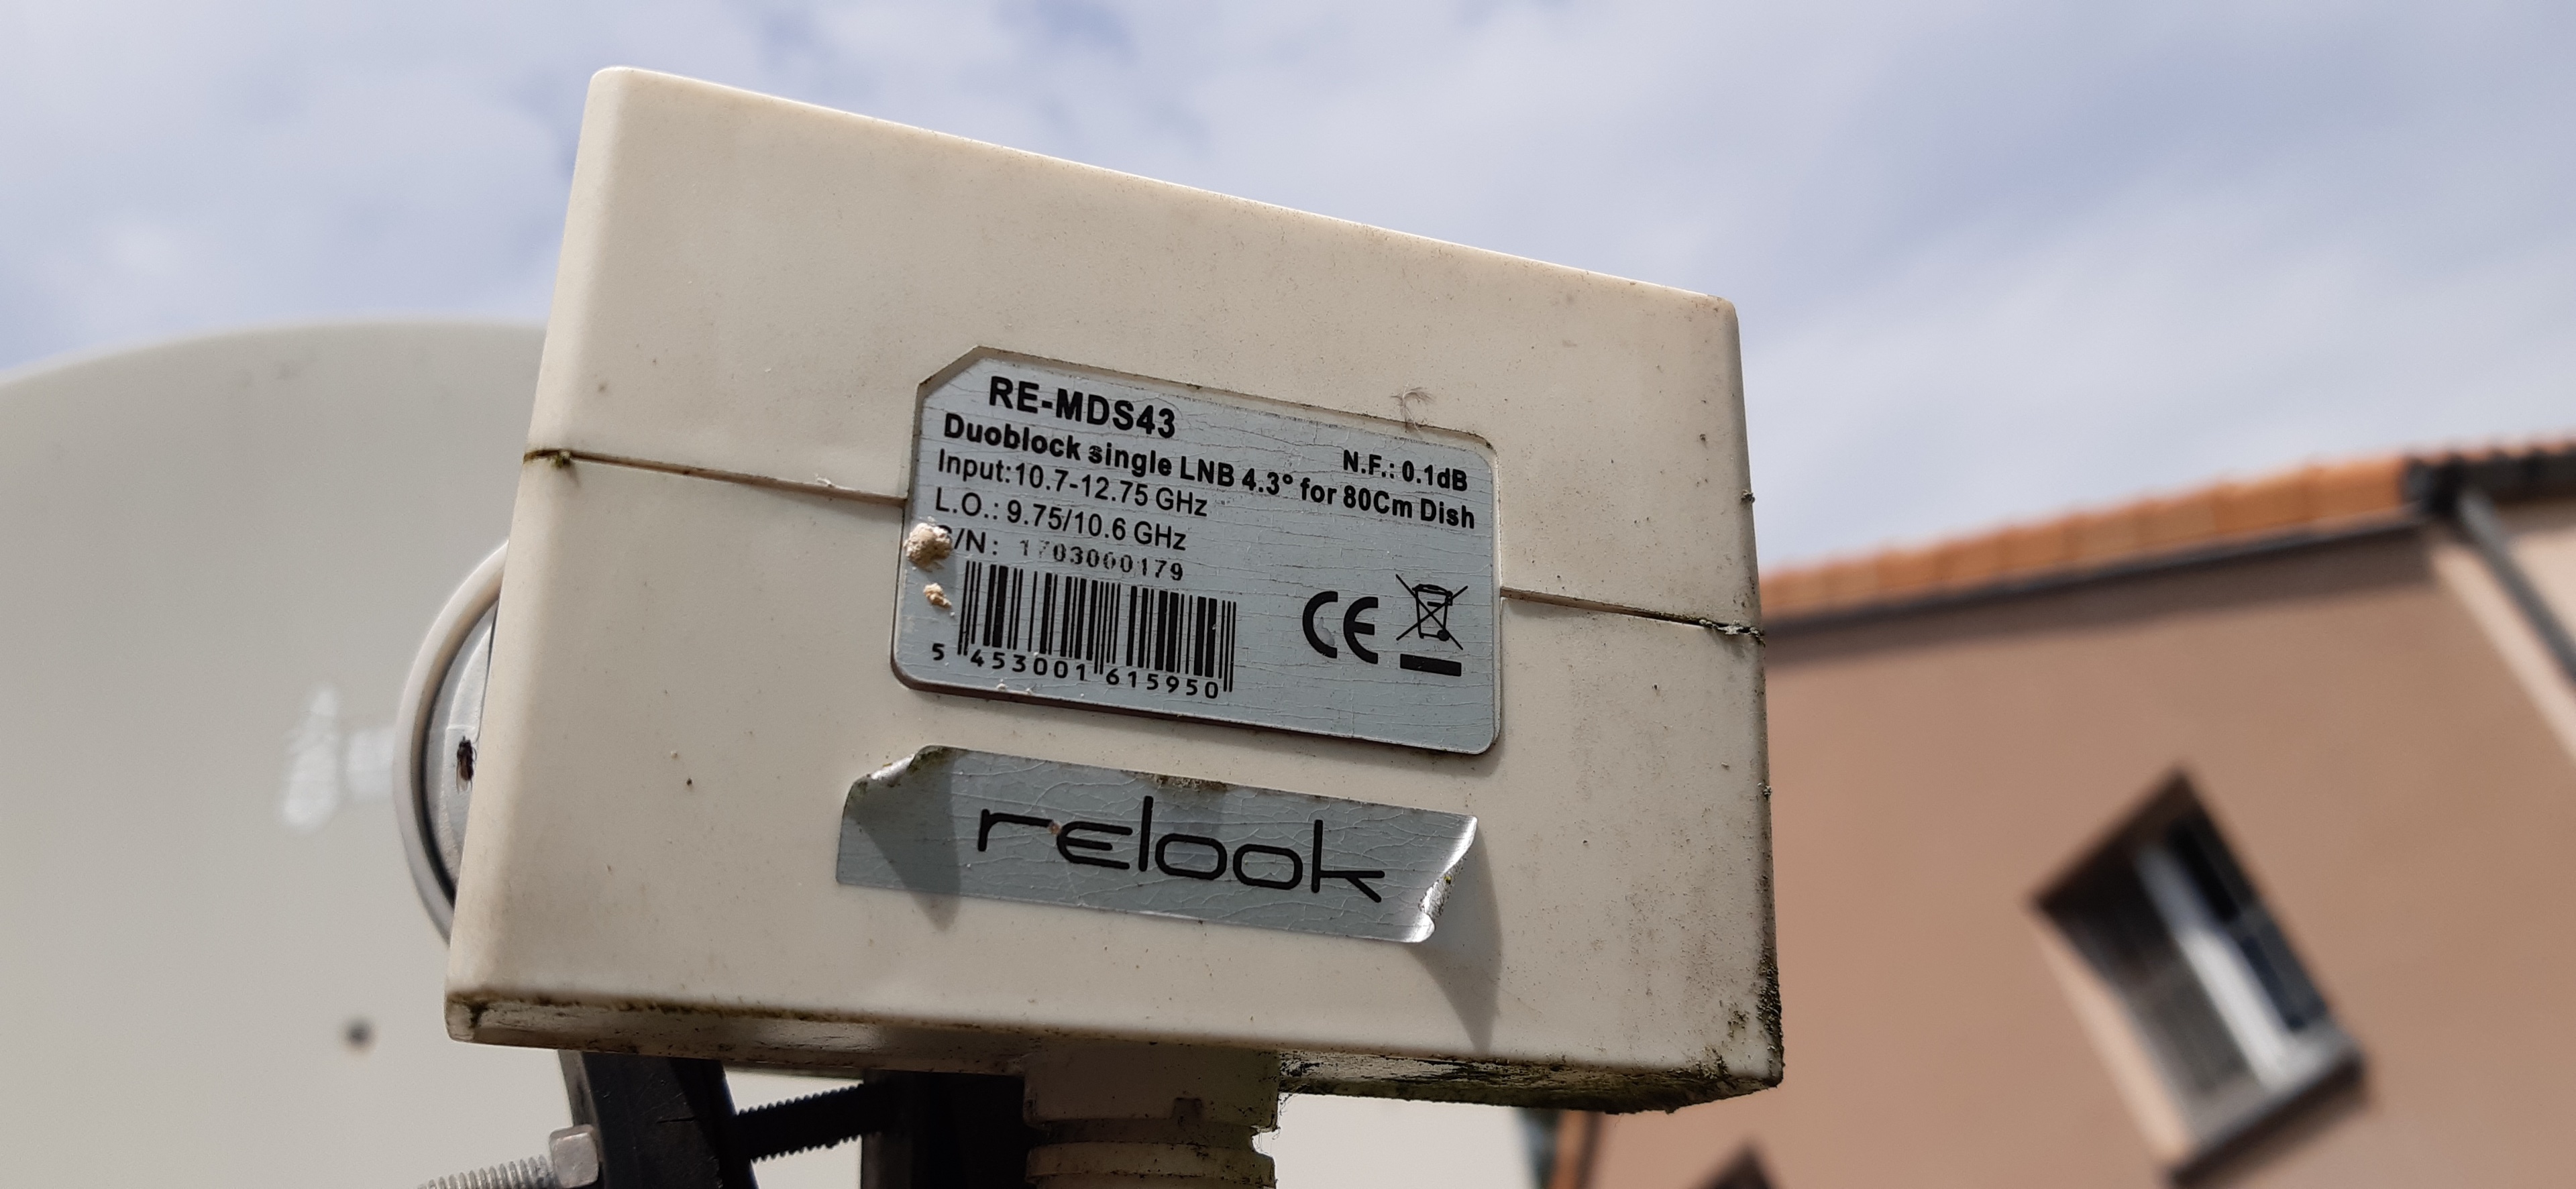 RE-MDS43
N.F.: 0.1dB
Duoblock single LNB 4.3° for 80Cm Dish
Input:10.7-12.75 GHz
L.O.: 9.75/10.6 GHz
/N: 1703000179
5 453001 615950
CE
relook